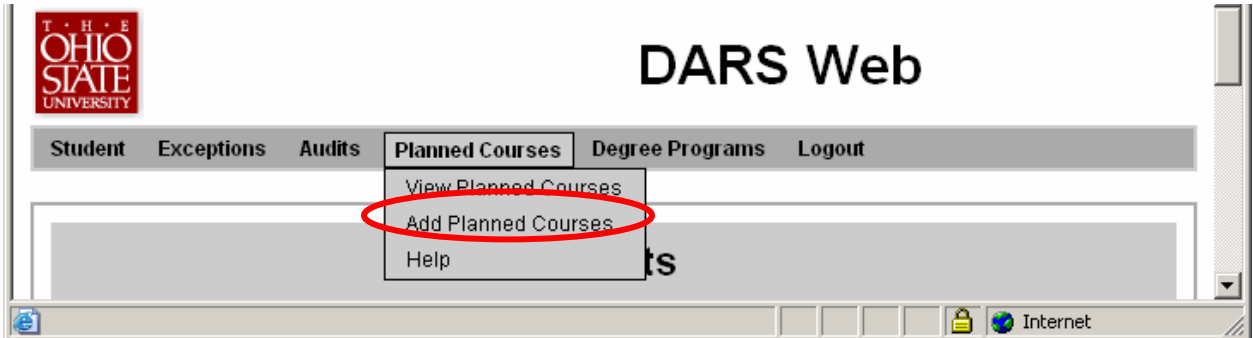 T · H · E
OHIO
STATE
UNIVERSITY
DARS Web
Student Exceptions Audits Planned Courses Degree Programs Logout
View Planned Courses
Add Planned Courses
Help
ts
Internet